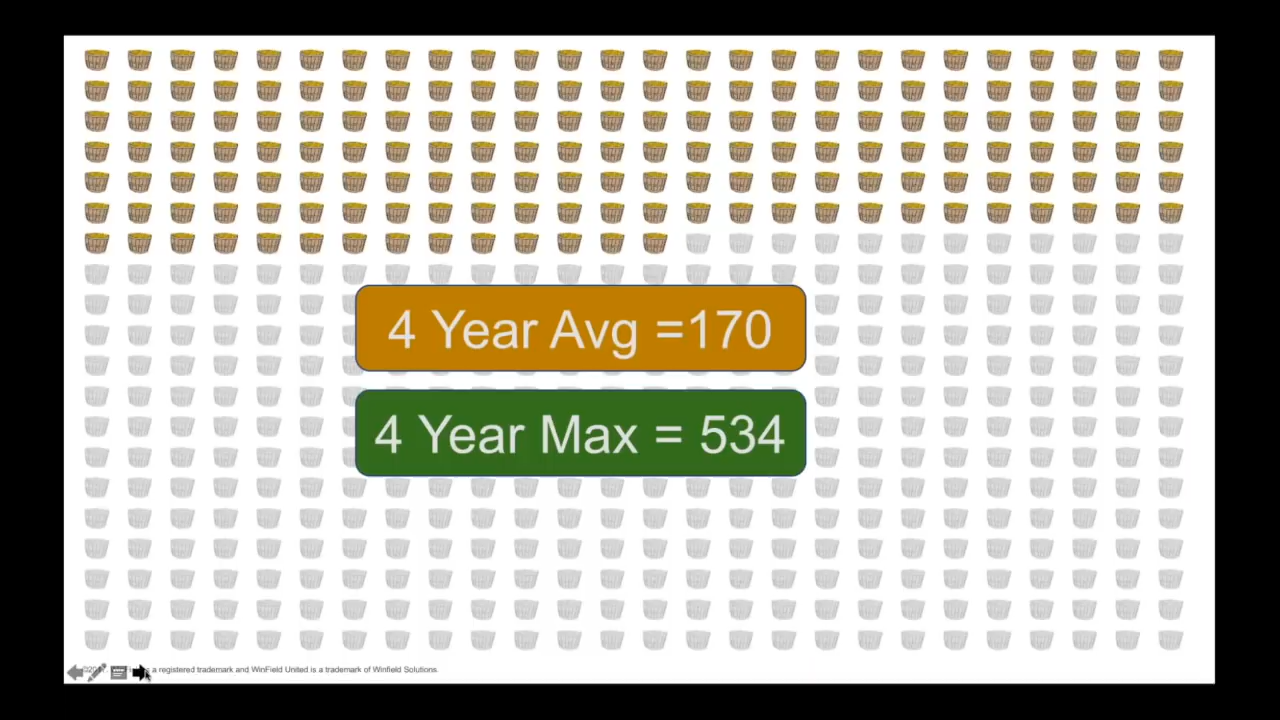 4 Year Avg =170
4 Year Max = 534
a registered trademark and WinField United is a trademark of Winfield Solutions.